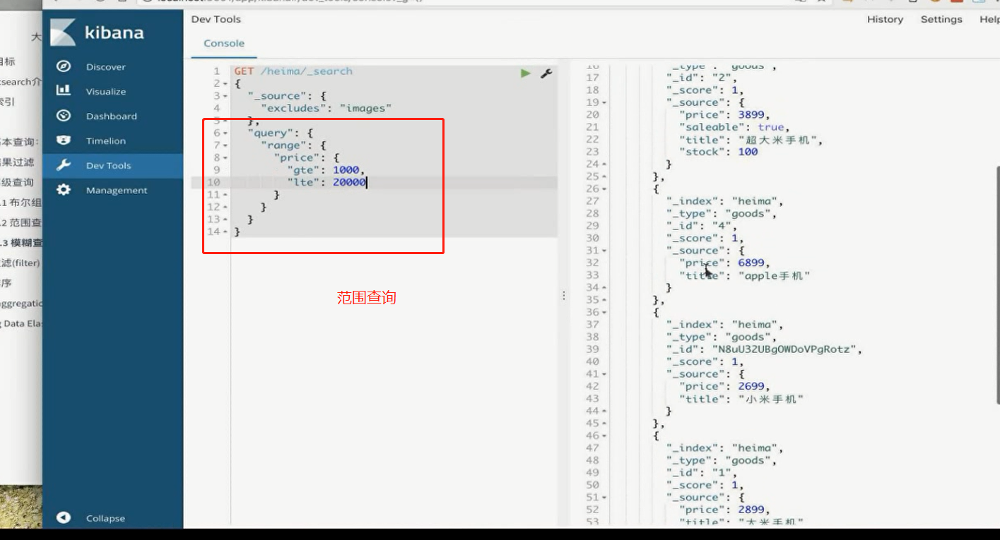 大
目标
search介
索引
基本查询:
结果过滤
高级查询
.1 布尔组
.2 范围查
.3 模糊查
过滤(filter)
序
aggregatic
g Data Ela
kibana
Discover
Visualize
Dashboard
Timelion
Dev Tools
Management
Collapse
Dev Tools
History
Settings
Help
Console
1 GET /heima/_search
2 {
3 "_source": {
4 "excludes": "images"
5 },
6 "query": {
7 "range": {
8 "price": {
9 "gte": 1000,
10 "lte": 20000
11 }
12 }
13 }
14 }
范围查询
16 "_type": "goods",
17 "_id": "2",
18 "_score": 1,
19 "_source": {
20 "price": 3899,
21 "saleable": true,
22 "title": "超大米手机",
23 "stock": 100
24 }
25 },
26 {
27 "_index": "heima",
28 "_type": "goods",
29 "_id": "4",
30 "_score": 1,
31 "_source": {
32 "price": 6899,
33 "title": "apple手机"
34 }
35 },
36 {
37 "_index": "heima",
38 "_type": "goods",
39 "_id": "N8uU32UBgOWDoVPgRotz",
40 "_score": 1,
41 "_source": {
42 "price": 2699,
43 "title": "小米手机"
44 }
45 },
46 {
47 "_index": "heima",
48 "_type": "goods",
49 "_id": "1",
50 "_score": 1,
51 "_source": {
52 "price": 2899,
53 "title": "大米手机"